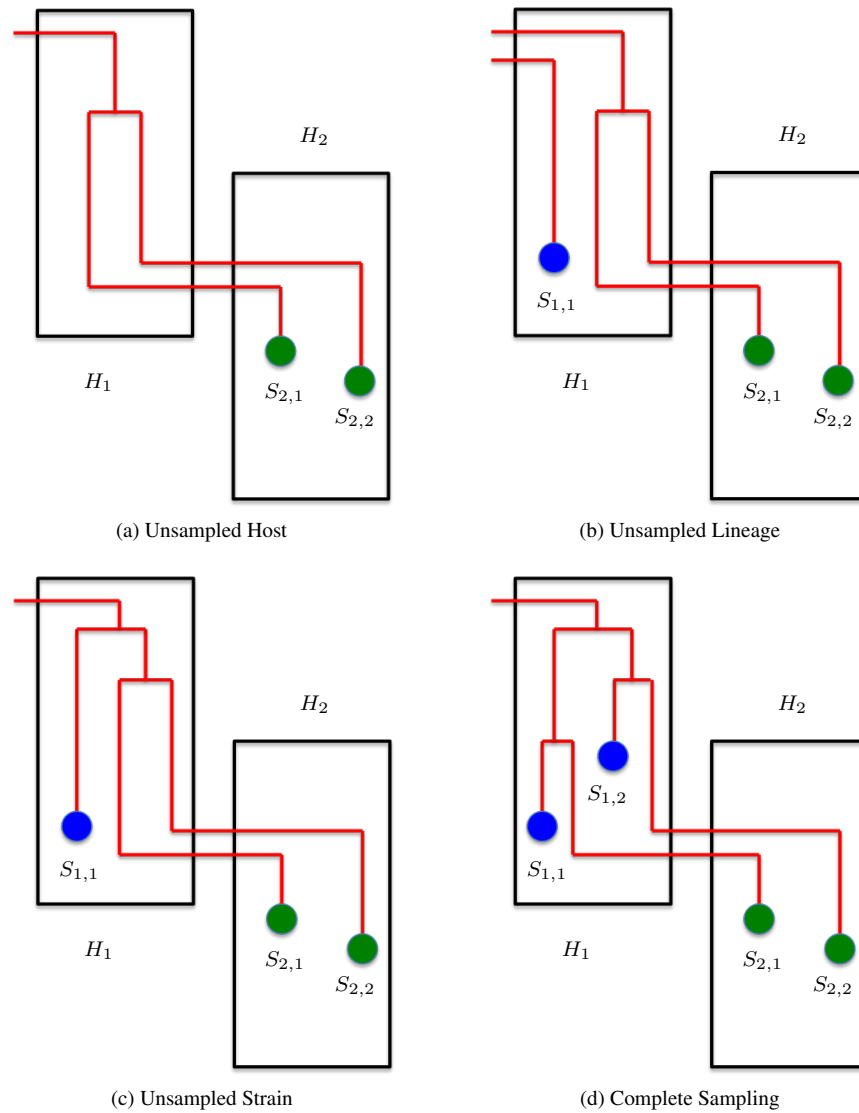 H₂
H₁
S₂,₁
S₂,₂
(a) Unsampled Host
H₂
S₁,₁
H₁
S₂,₁
S₂,₂
(b) Unsampled Lineage
H₂
S₁,₁
H₁
S₂,₁
S₂,₂
(c) Unsampled Strain
H₂
S₁,₂
S₁,₁
H₁
S₂,₁
S₂,₂
(d) Complete Sampling